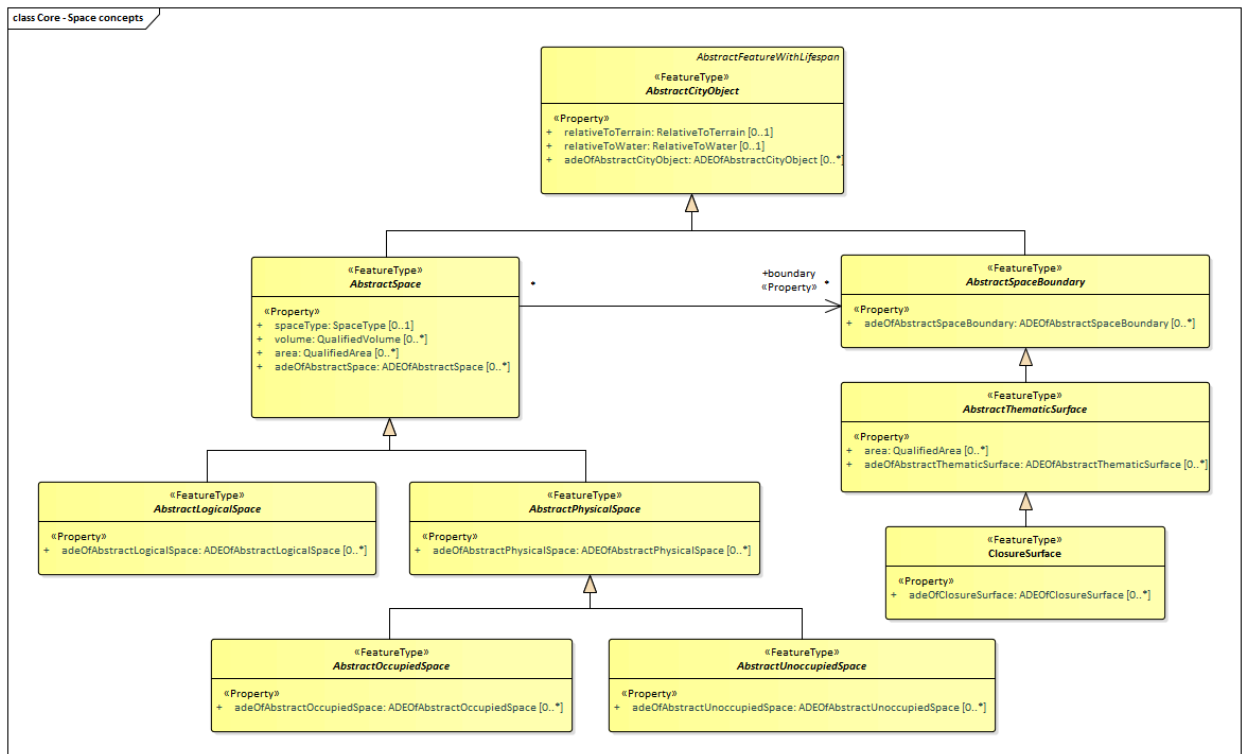 class Core - Space concepts
AbstractFeatureWithLifespan
«FeatureType»
AbstractCityObject
«Property»
+ relativeToTerrain: RelativeToTerrain [0..1]
+ relativeToWater: RelativeToWater [0..1]
+ adeOfAbstractCityObject: ADEOfAbstractCityObject [0..*]
«FeatureType»
AbstractSpace
«Property»
+ spaceType: SpaceType [0..1]
+ volume: QualifiedVolume [0..*]
+ area: QualifiedArea [0..*]
+ adeOfAbstractSpace: ADEOfAbstractSpace [0..*]
*
+boundary
«Property» *
«FeatureType»
AbstractSpaceBoundary
«Property»
+ adeOfAbstractSpaceBoundary: ADEOfAbstractSpaceBoundary [0..*]
«FeatureType»
AbstractThematicSurface
«Property»
+ area: QualifiedArea [0..*]
+ adeOfAbstractThematicSurface: ADEOfAbstractThematicSurface [0..*]
«FeatureType»
AbstractLogicalSpace
«Property»
+ adeOfAbstractLogicalSpace: ADEOfAbstractLogicalSpace [0..*]
«FeatureType»
AbstractPhysicalSpace
«Property»
+ adeOfAbstractPhysicalSpace: ADEOfAbstractPhysicalSpace [0..*]
«FeatureType»
ClosureSurface
«Property»
+ adeOfClosureSurface: ADEOfClosureSurface [0..*]
«FeatureType»
AbstractOccupiedSpace
«Property»
+ adeOfAbstractOccupiedSpace: ADEOfAbstractOccupiedSpace [0..*]
«FeatureType»
AbstractUnoccupiedSpace
«Property»
+ adeOfAbstractUnoccupiedSpace: ADEOfAbstractUnoccupiedSpace [0..*]